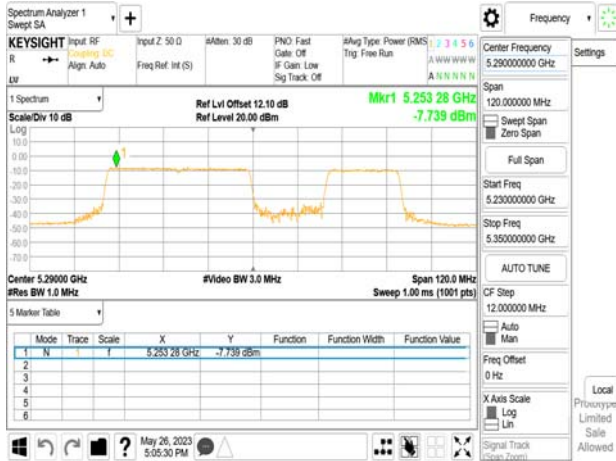 Spectrum Analyzer 1
Swept SA
Frequency
KEYSIGHT
Input: RF
Coupling: DC
Align: Auto
Input Z: 50 Ω
Freq Ref: Int (S)
#Atten: 30 dB
PNO: Fast
Gate: Off
IF Gain: Low
Sig Track: Off
#Avg Type: Power (RMS)
Trig: Free Run
1 2 3 4 5 6
A W W W W W
A N N N N N
R
LXI
1 Spectrum
Scale/Div 10 dB
Ref Lvl Offset 12.10 dB
Ref Level 20.00 dBm
Mkr1 5.253 28 GHz
-7.739 dBm
Log
10.0
0.00
-10.0
-20.0
-30.0
-40.0
-50.0
-60.0
-70.0
1
Center 5.29000 GHz
#Res BW 1.0 MHz
#Video BW 3.0 MHz
Span 120.0 MHz
Sweep 1.00 ms (1001 pts)
5 Marker Table
Mode Trace Scale X Y Function Function Width Function Value
1 N 1 f 5.253 28 GHz -7.739 dBm
2
3
4
5
6
May 26, 2023
5:05:30 PM
Center Frequency
5.290000000 GHz
Settings
Span
120.000000 MHz
Swept Span
Zero Span
Full Span
Start Freq
5.230000000 GHz
Stop Freq
5.350000000 GHz
AUTO TUNE
CF Step
12.000000 MHz
Auto
Man
Freq Offset
0 Hz
X Axis Scale
Log
Lin
Signal Track
(Span Zoom)
Local
Prototype
Limited
Sale
Allowed